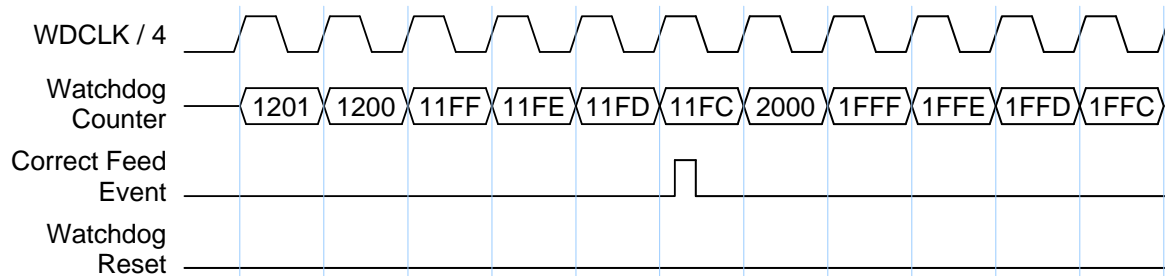 WDCLK / 4
Watchdog
Counter
1201 1200 11FF 11FE 11FD 11FC 2000 1FFF 1FFE 1FFD 1FFC
Correct Feed
Event
Watchdog
Reset